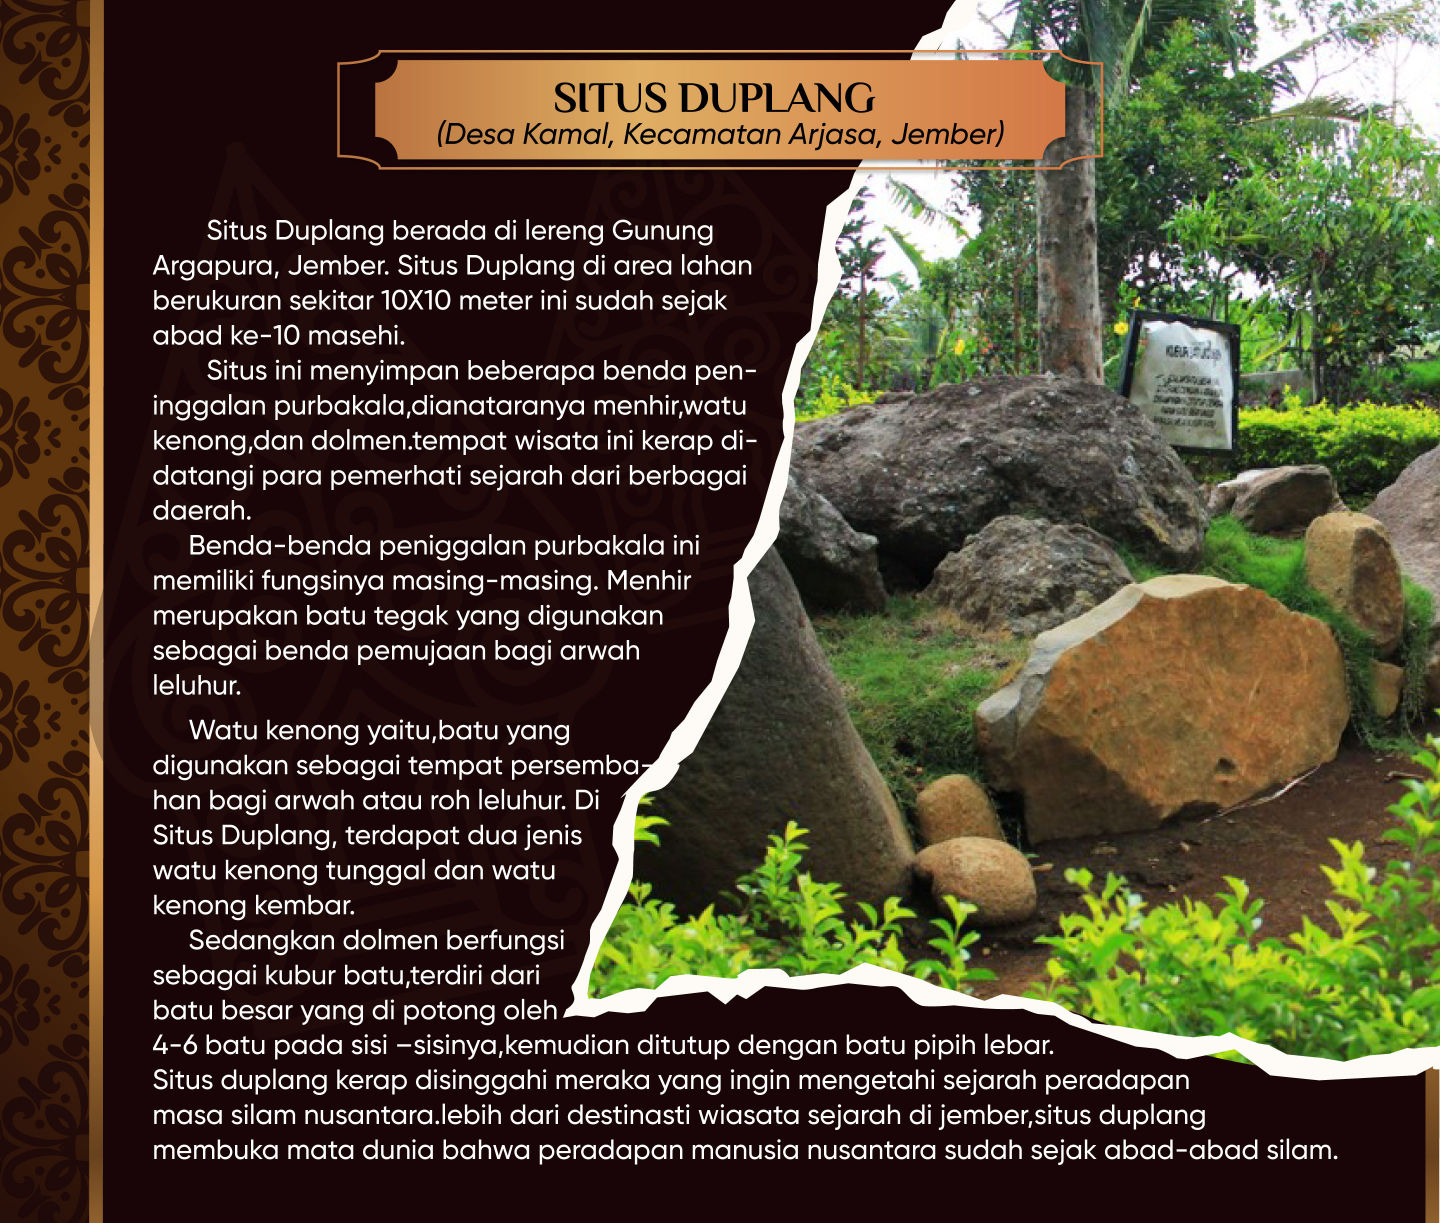 SITUS DUPLANG
(Desa Kamal, Kecamatan Arjasa, Jember)
Situs Duplang berada di lereng Gunung
Argapura, Jember. Situs Duplang di area lahan
berukuran sekitar 10X10 meter ini sudah sejak
abad ke-10 masehi.
Situs ini menyimpan beberapa benda pen-
inggalan purbakala,dianataranya menhir,watu
kenong,dan dolmen.tempat wisata ini kerap di-
datangi para pemerhati sejarah dari berbagai
daerah.
Benda-benda peniggalan purbakala ini
memiliki fungsinya masing-masing. Menhir
merupakan batu tegak yang digunakan
sebagai benda pemujaan bagi arwah
leluhur.
Watu kenong yaitu,batu yang
digunakan sebagai tempat persemba-
han bagi arwah atau roh leluhur. Di
Situs Duplang, terdapat dua jenis
watu kenong tunggal dan watu
kenong kembar.
Sedangkan dolmen berfungsi
sebagai kubur batu,terdiri dari
batu besar yang di potong oleh
4-6 batu pada sisi –sisinya,kemudian ditutup dengan batu pipih lebar.
Situs duplang kerap disinggahi meraka yang ingin mengetahi sejarah peradapan
masa silam nusantara.lebih dari destinasti wiasata sejarah di jember,situs duplang
membuka mata dunia bahwa peradapan manusia nusantara sudah sejak abad-abad silam.